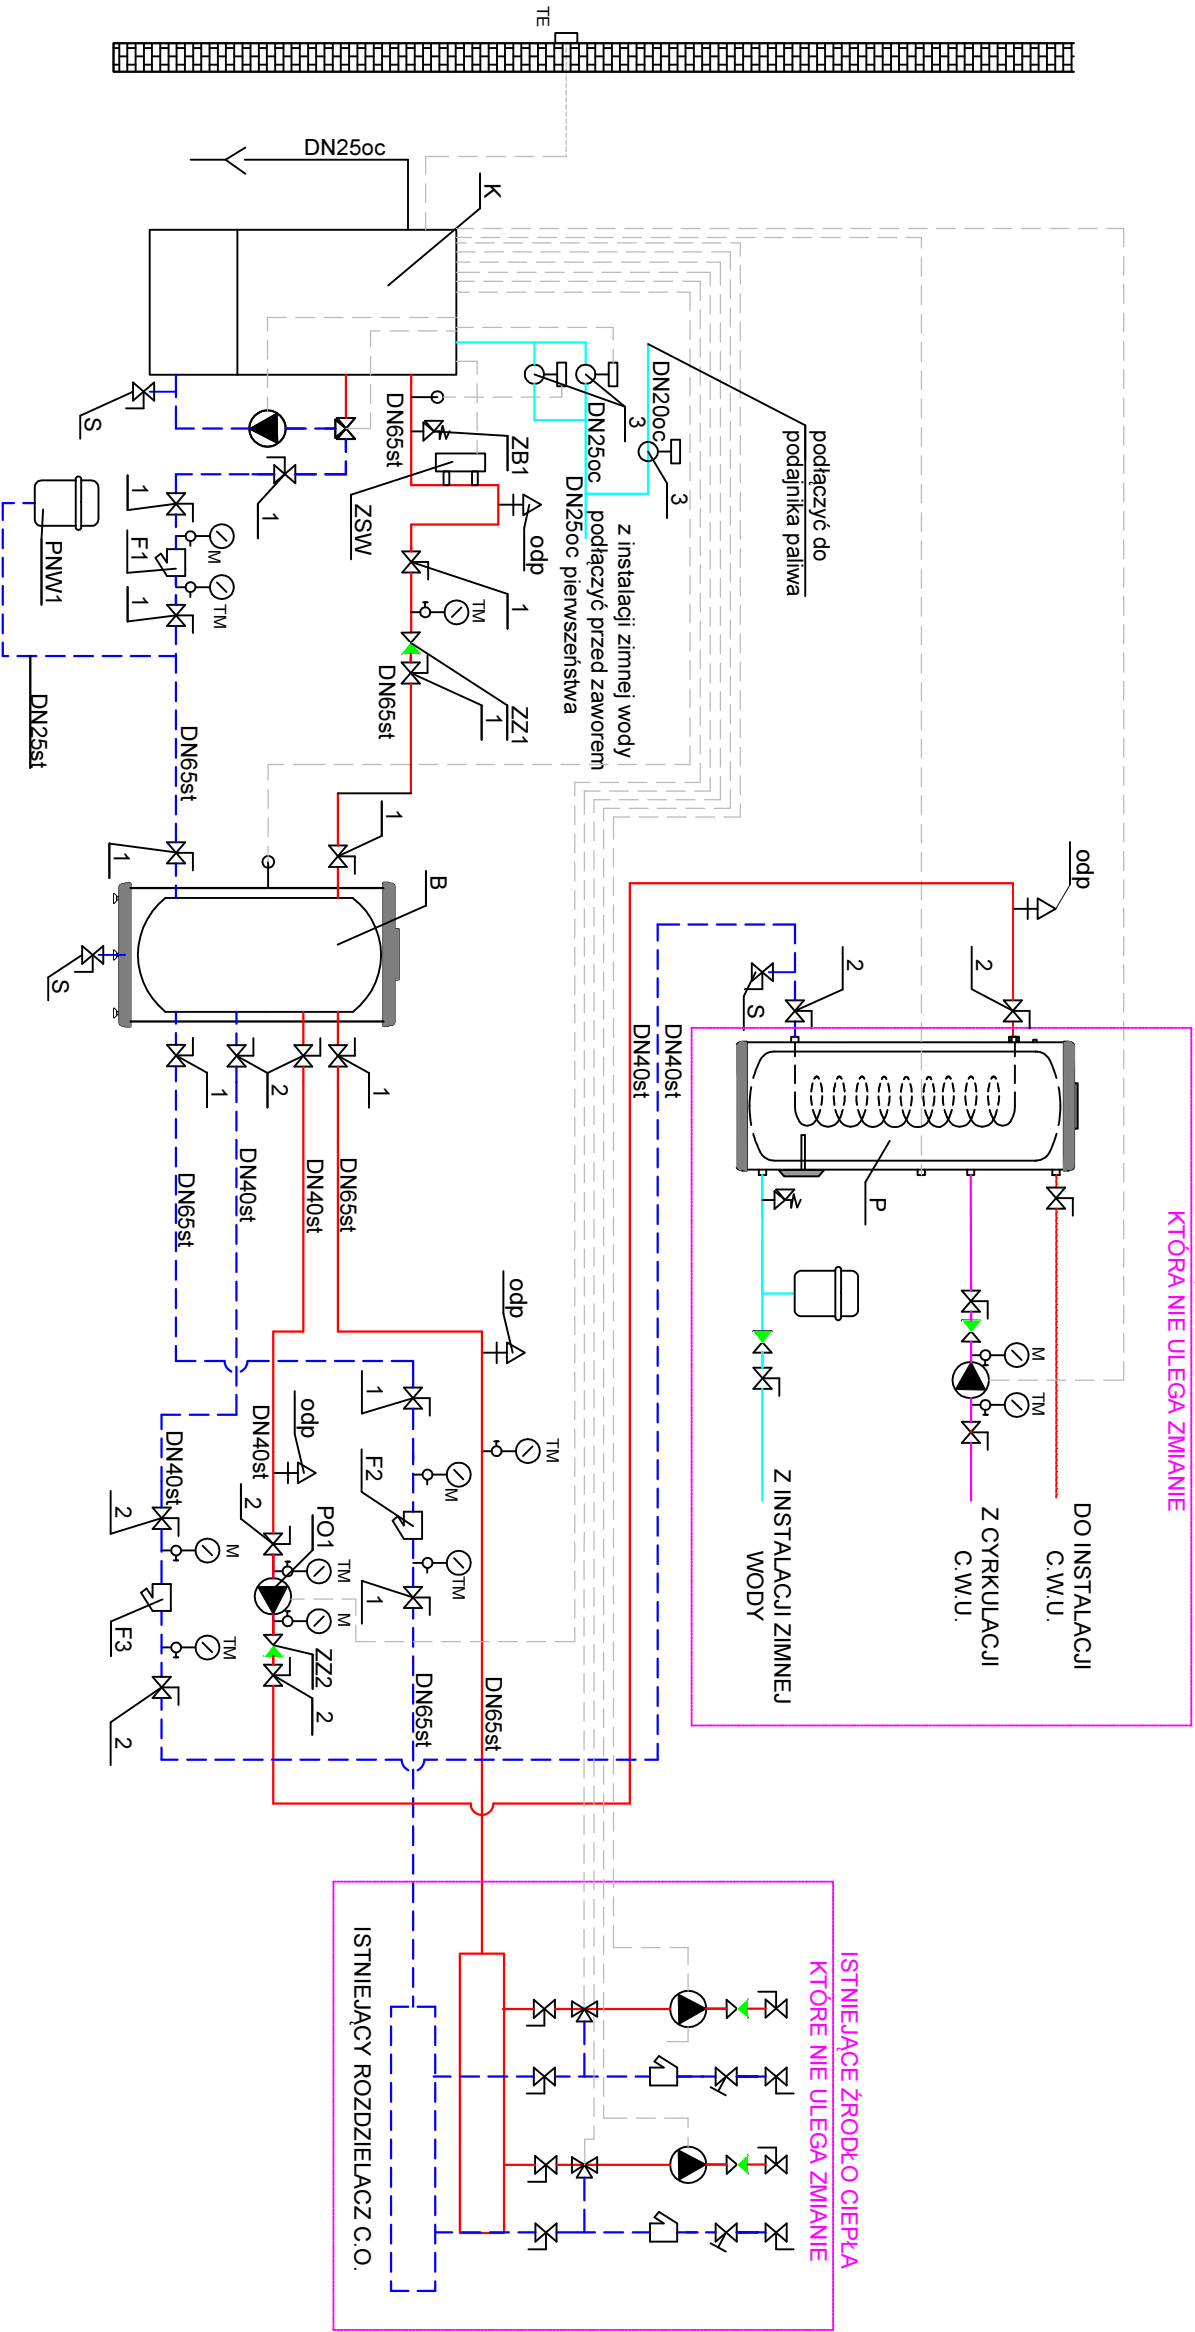 TE
DN25oc
K
S
1
PNW1
F1
M
TM
1
1
DN25st
DN65st
DN65st
ZB1
ZSW
odp
1
TM
ZZ1
1
DN65st
3
DN25oc
DN20oc
3
podłączyć do
podajnika paliwa
z instalacji zimnej wody
podłączyć przed zaworem
DN25oc pierwszeństwa
1
1
B
S
1
2
1
DN65st
DN40st
DN40st
DN65st
odp
2
2
S
DN40st
DN40st
P
KTÓRA NIE ULEGA ZMIANIE
M
TM
DO INSTALACJI
C.W.U.
Z CYRKULACJI
C.W.U.
Z INSTALACJI ZIMNEJ
WODY
odp
TM
1
F2
M
TM
1
DN65st
DN65st
odp
DN40st
2
PO1
TM
M
ZZ2
2
DN40st
2
M
F3
TM
2
ISTNIEJĄCE ŹRODŁO CIEPŁA
KTÓRE NIE ULEGA ZMIANIE
ISTNIEJĄCY ROZDZIELACZ C.O.